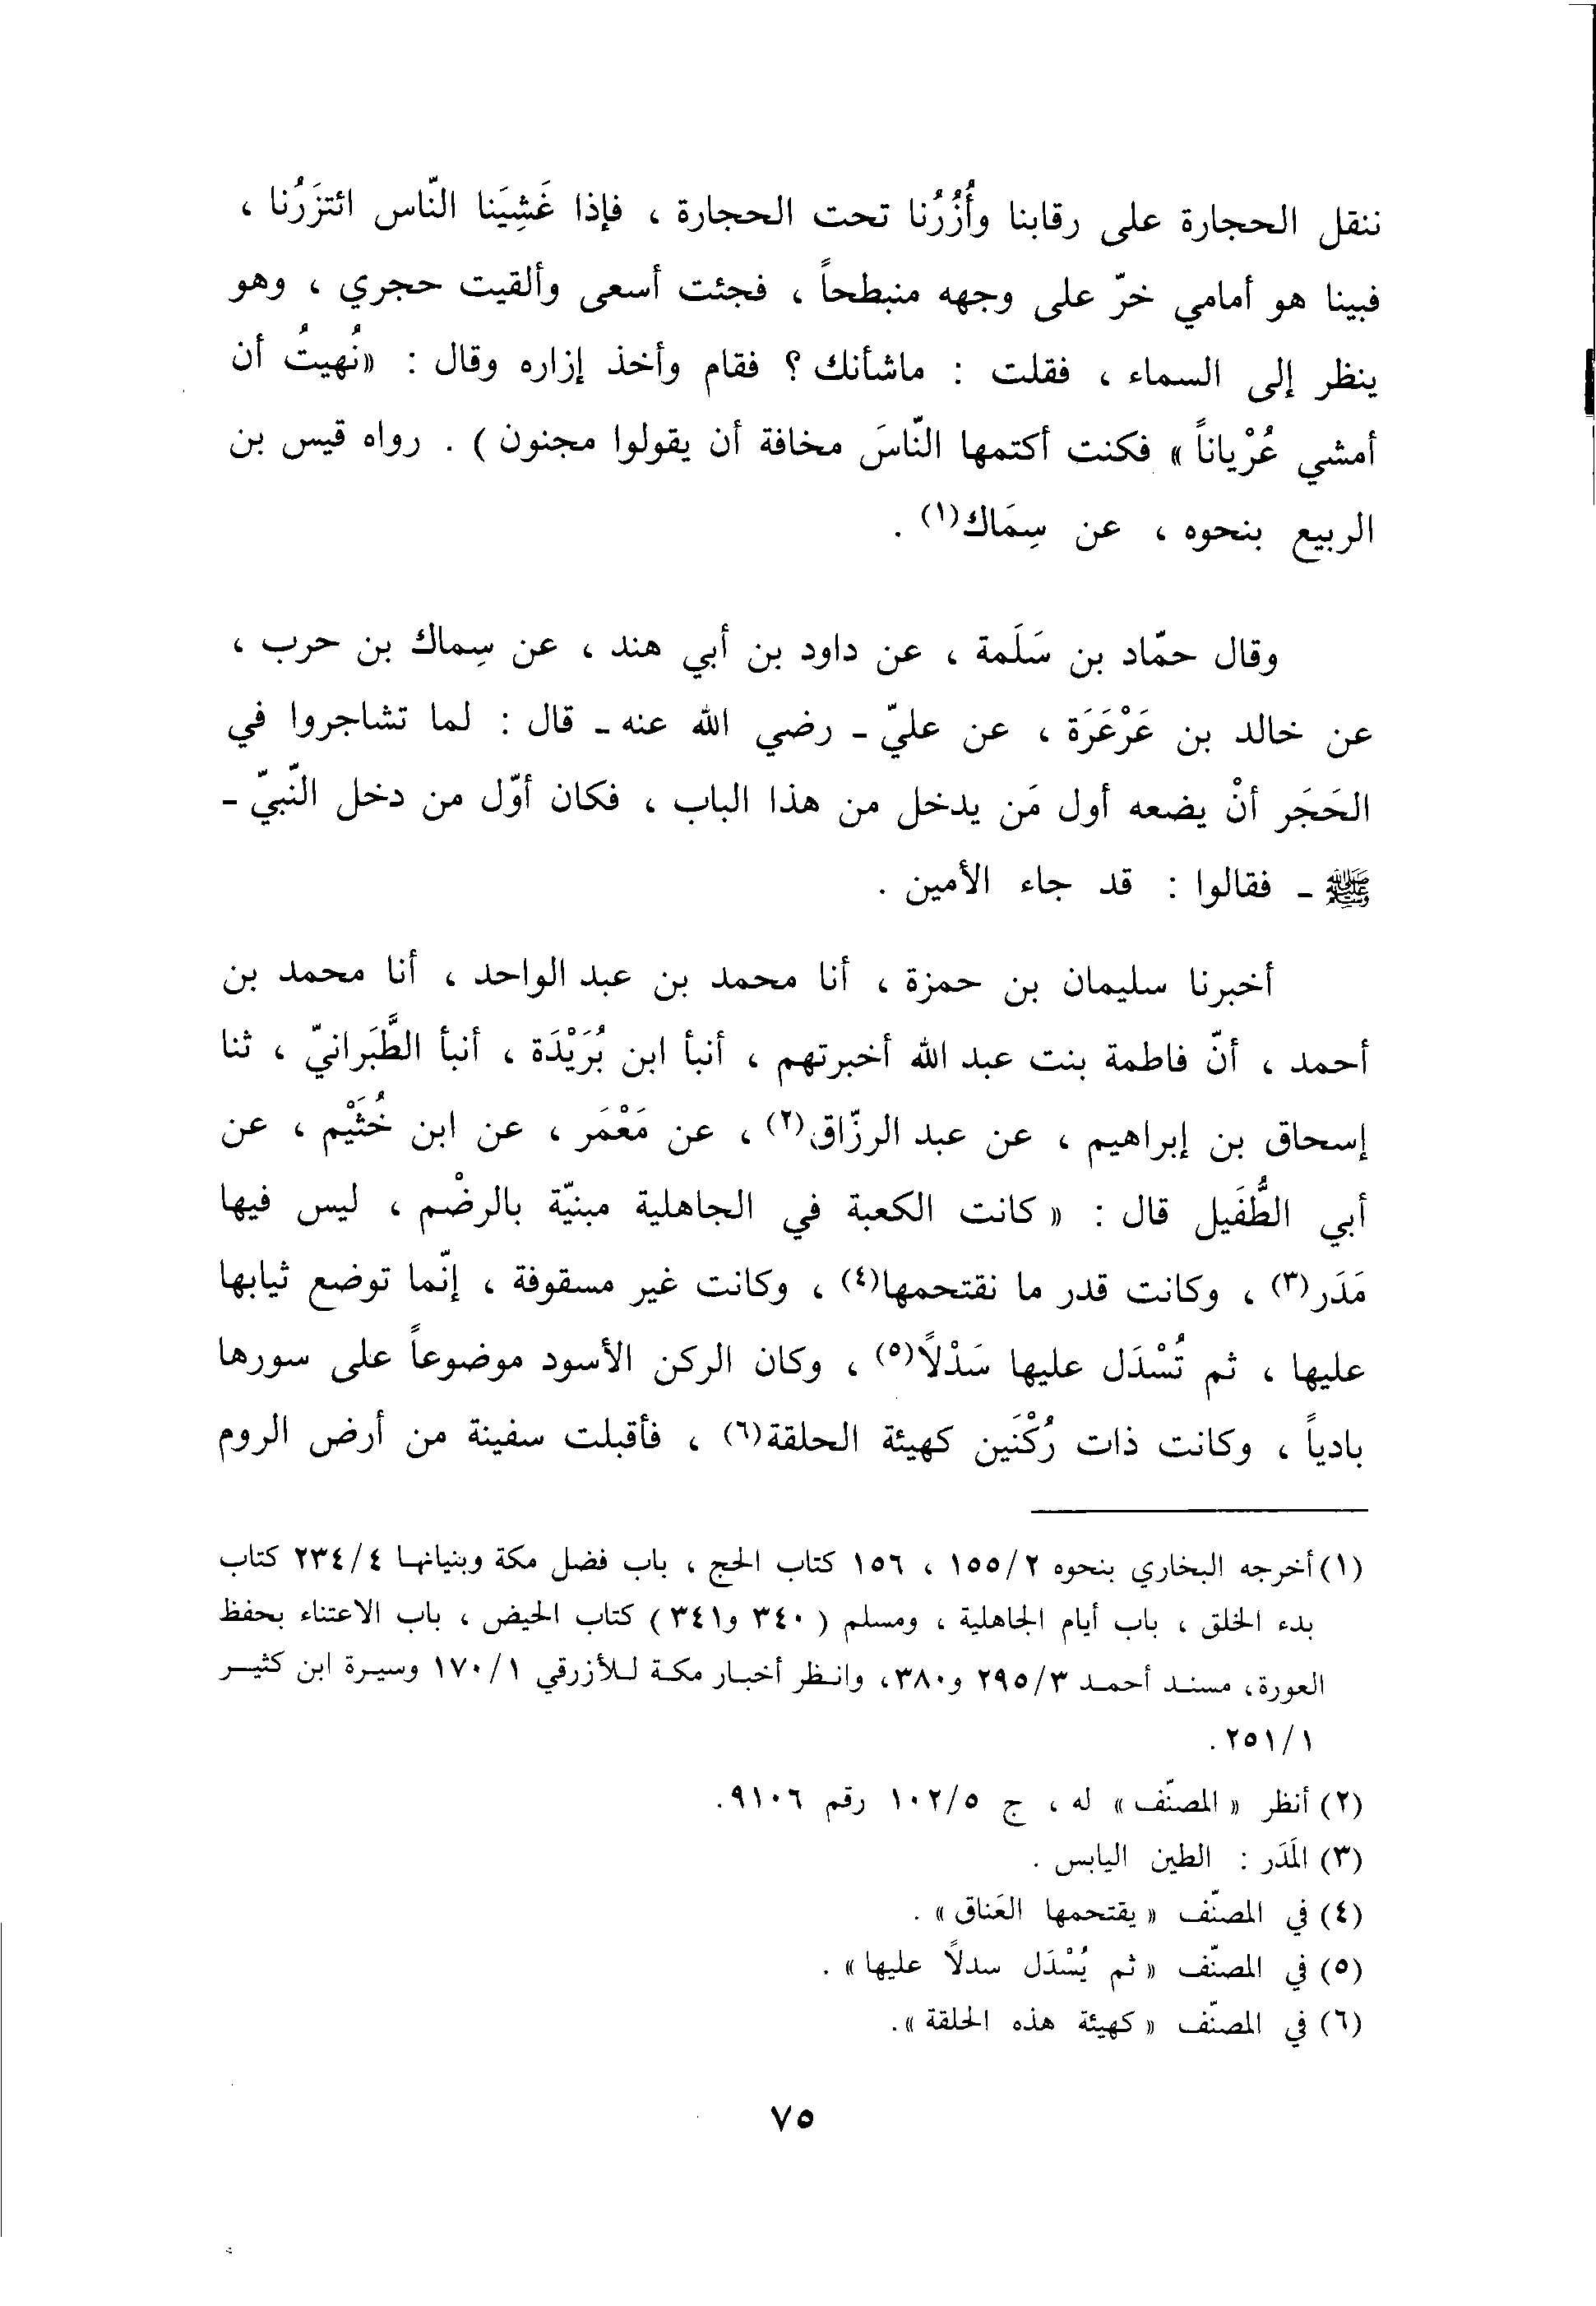 ننقل الحجارة على رقابنا وأُزُرُنا تحت الحجارة ، فإذا غَشِيَنا النّاس ائتزَرُنا ،
فبينا هو أمامي خرّ على وجهه منبطحاً ، فجئت أسعى وألقيت حجري ، وهو
ينظر إلى السماء ، فقلت : ماشأنك ؟ فقام وأخذ إزاره وقال : «نُهيتُ أن
أمشي عُرْياناً » فكنت أكتمها النّاسَ مخافة أن يقولوا مجنون ) . رواه قيس بن
الربيع بنحوه ، عن سِمَاك(١) .
وقال حمّاد بن سَلَمة ، عن داود بن أبي هند ، عن سِماك بن حرب ،
عن خالد بن عَرْعَرَة ، عن عليّ ـ رضي الله عنه ـ قال : لما تشاجروا في
الحَجَر أنْ يضعه أول مَن يدخل من هذا الباب ، فكان أوّل من دخل النّبيّ ـ
ﷺ ـ فقالوا : قد جاء الأمين .
أخبرنا سليمان بن حمزة ، أنا محمد بن عبد الواحد ، أنا محمد بن
أحمد ، أنّ فاطمة بنت عبد الله أخبرتهم ، أنبأ ابن بُرَيْدَة ، أنبأ الطَّبَرانيّ ، ثنا
إسحاق بن إبراهيم ، عن عبد الرزّاق(٢) ، عن مَعْمَر ، عن ابن خُثَيْم ، عن
أبي الطُّفَيل قال : « كانت الكعبة في الجاهلية مبنيّة بالرضْم ، ليس فيها
مَدَر(٣) ، وكانت قدر ما نقتحمها(٤) ، وكانت غير مسقوفة ، إنّما توضع ثيابها
عليها ، ثم تُسْدَل عليها سَدْلاً(٥) ، وكان الركن الأسود موضوعاً على سورها
بادياً ، وكانت ذات رُكْنَين كهيئة الحلقة(٦) ، فأقبلت سفينة من أرض الروم
(١) أخرجه البخاري بنحوه ١٥٥/٢ ، ١٥٦ كتاب الحج ، باب فضل مكة وبنيانها ٢٣٤/٤ كتاب
بدء الخلق ، باب أيام الجاهلية ، ومسلم ( ٣٤٠ و٣٤١ ) كتاب الحيض ، باب الاعتناء بحفظ
العورة، مسند أحمد ٢٩٥/٣ و٣٨٠، وانظر أخبار مكة للأزرقي ١٧٠/١ وسيرة ابن كثير
٢٥١/١ .
(٢) أنظر « المصنّف » له ، ج ١٠٢/٥ رقم ٩١٠٦.
(٣) المَدَر : الطين اليابس .
(٤) في المصنّف « يقتحمها العَناق » .
(٥) في المصنّف « ثم يُسْدَل سدلاً عليها » .
(٦) في المصنّف « كهيئة هذه الحلقة ».
٧٥